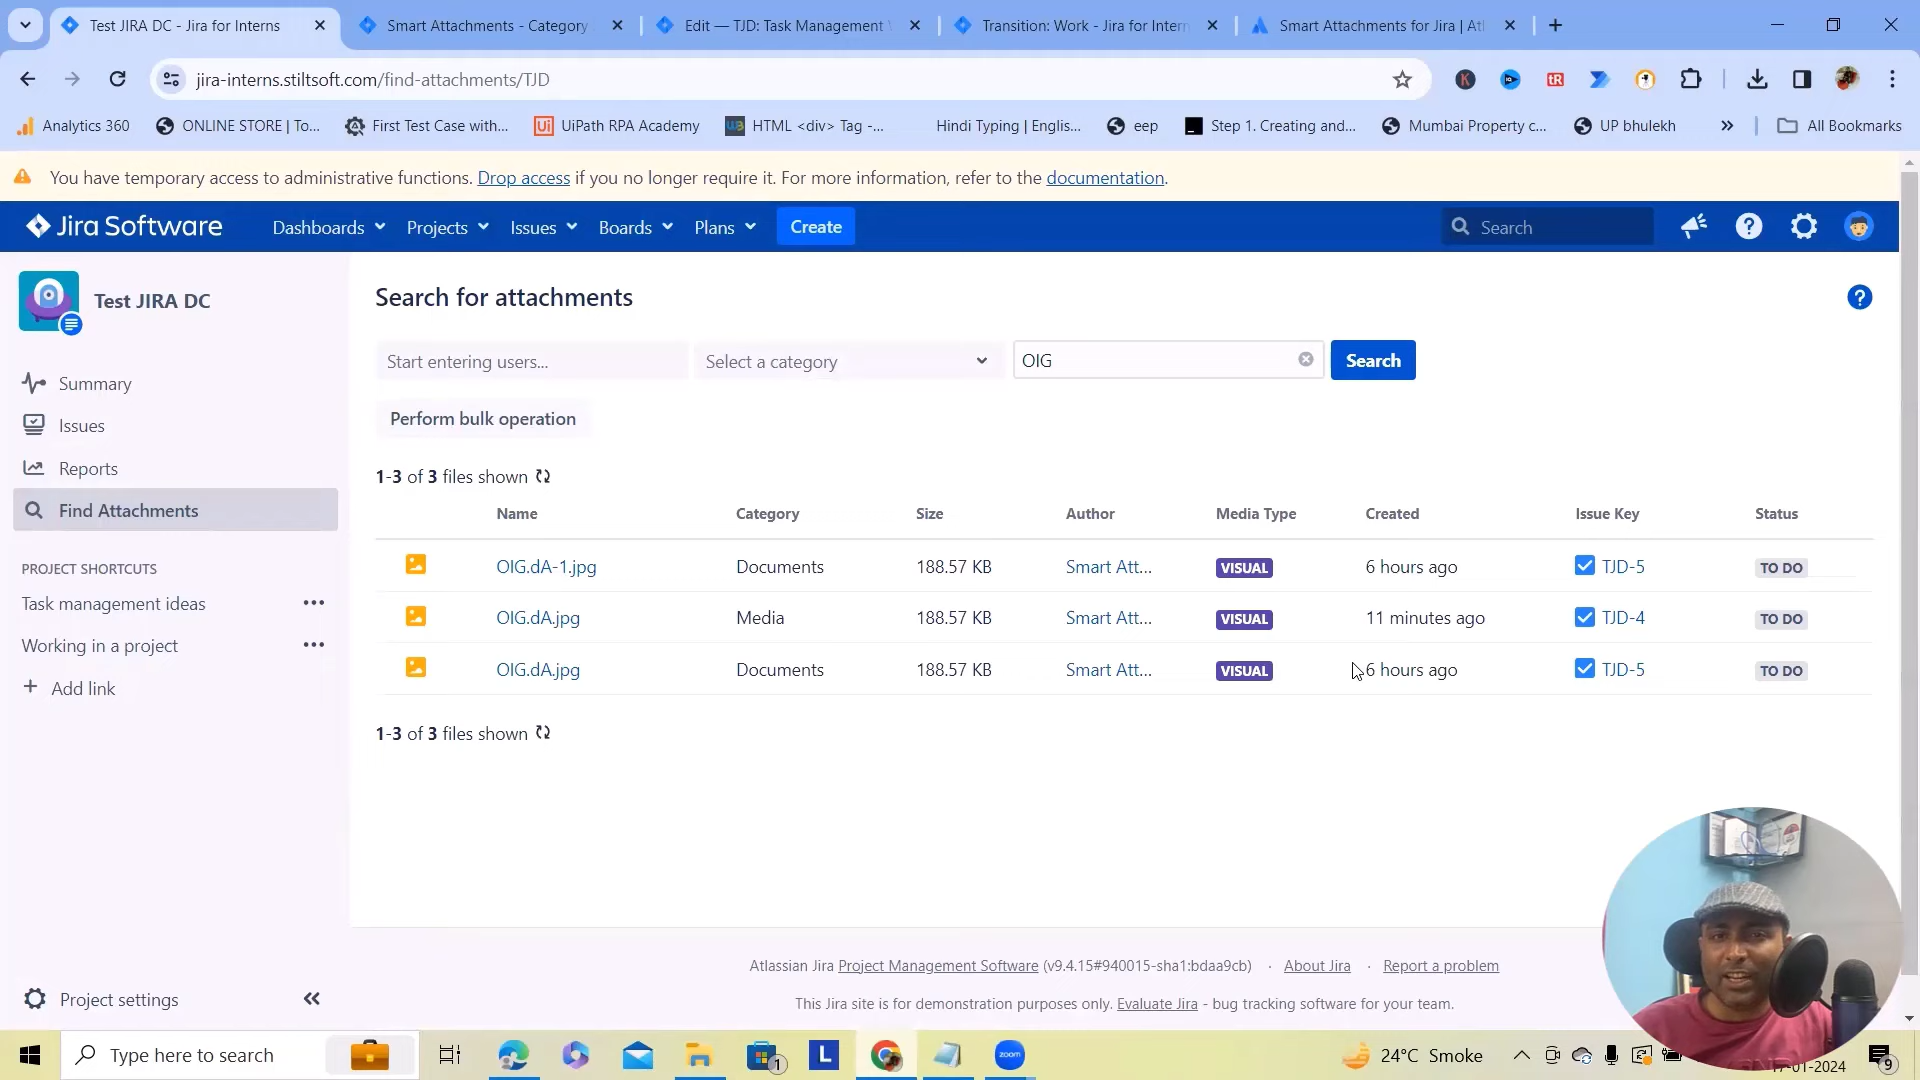 Test JIRA DC - Jira for Interns
Smart Attachments - Category
Edit — TJD: Task Management
Transition: Work - Jira for Intern
Smart Attachments for Jira | Atl
jira-interns.stiltsoft.com/find-attachments/TJD
Analytics 360
ONLINE STORE | To...
First Test Case with...
UiPath RPA Academy
HTML <div> Tag -...
Hindi Typing | Englis...
eep
Step 1. Creating and...
Mumbai Property c...
UP bhulekh
»
All Bookmarks
You have temporary access to administrative functions. Drop access if you no longer require it. For more information, refer to the documentation.
Jira Software
Dashboards
Projects
Issues
Boards
Plans
Create
Search
Test JIRA DC
Summary
Issues
Reports
Find Attachments
PROJECT SHORTCUTS
Task management ideas
Working in a project
+ Add link
Project settings
Search for attachments
Start entering users...
Select a category
OIG
Search
Perform bulk operation
1-3 of 3 files shown
Name Category Size Author Media Type Created Issue Key Status
OIG.dA-1.jpg Documents 188.57 KB Smart Att... VISUAL 6 hours ago TJD-5 TO DO
OIG.dA.jpg Media 188.57 KB Smart Att... VISUAL 11 minutes ago TJD-4 TO DO
OIG.dA.jpg Documents 188.57 KB Smart Att... VISUAL 6 hours ago TJD-5 TO DO
1-3 of 3 files shown
Atlassian Jira Project Management Software (v9.4.15#940015-sha1:bdaa9cb) · About Jira · Report a problem
This Jira site is for demonstration purposes only. Evaluate Jira - bug tracking software for your team.
Type here to search
1
L
zoom
24°C Smoke
17-01-2024
9